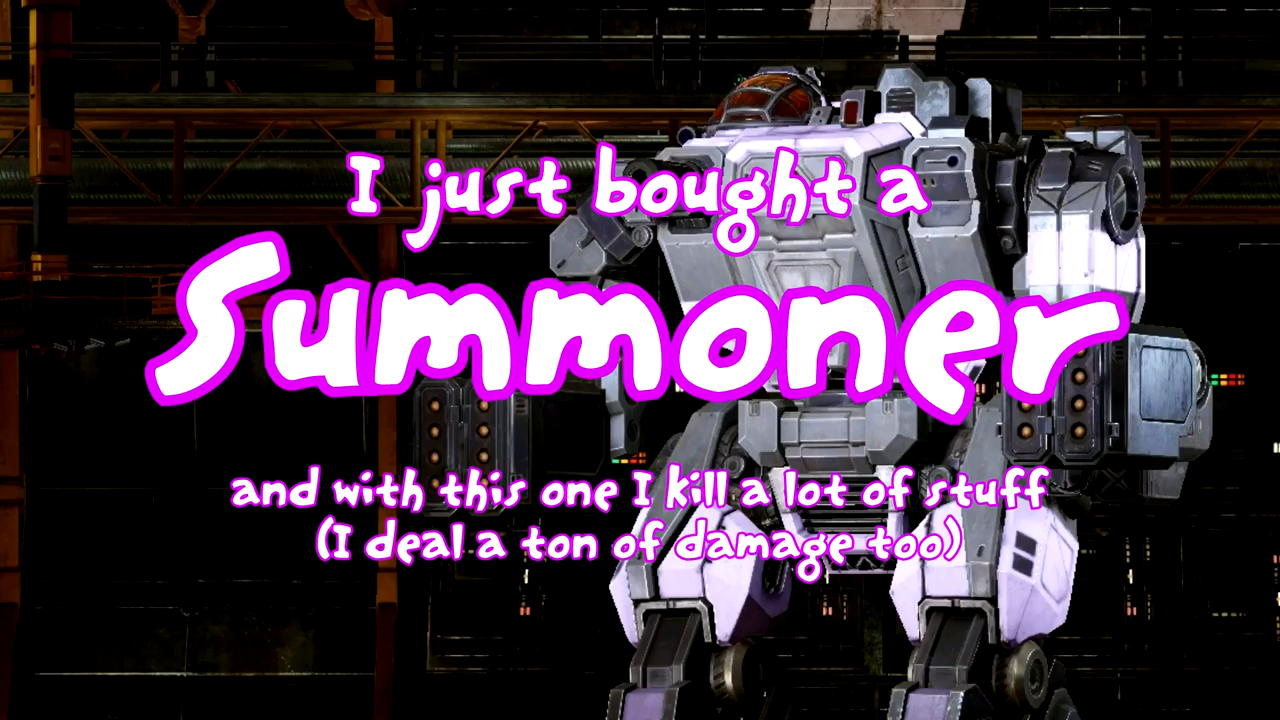 I just bought a
Summoner
and with this one I kill a lot of stuff
(I deal a ton of damage too)